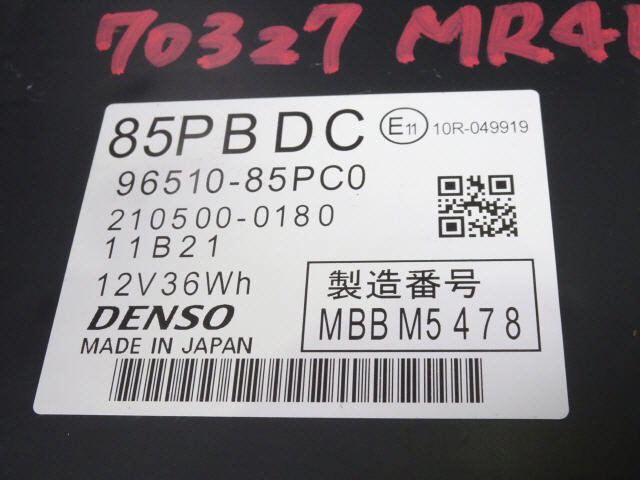 70327 MR4
85PBDC
E11 10R-049919
96510-85PC0
210500-0180
11B21
12V36Wh
DENSO
MADE IN JAPAN
製造番号
MBBM5478